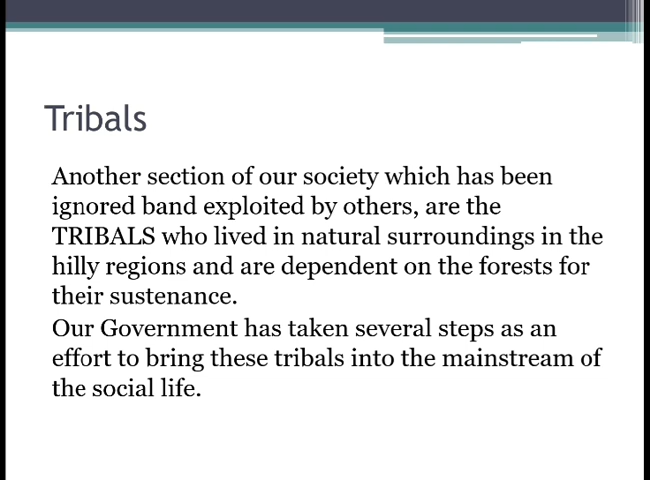 Tribals
Another section of our society which has been
ignored band exploited by others, are the
TRIBALS who lived in natural surroundings in the
hilly regions and are dependent on the forests for
their sustenance.
Our Government has taken several steps as an
effort to bring these tribals into the mainstream of
the social life.